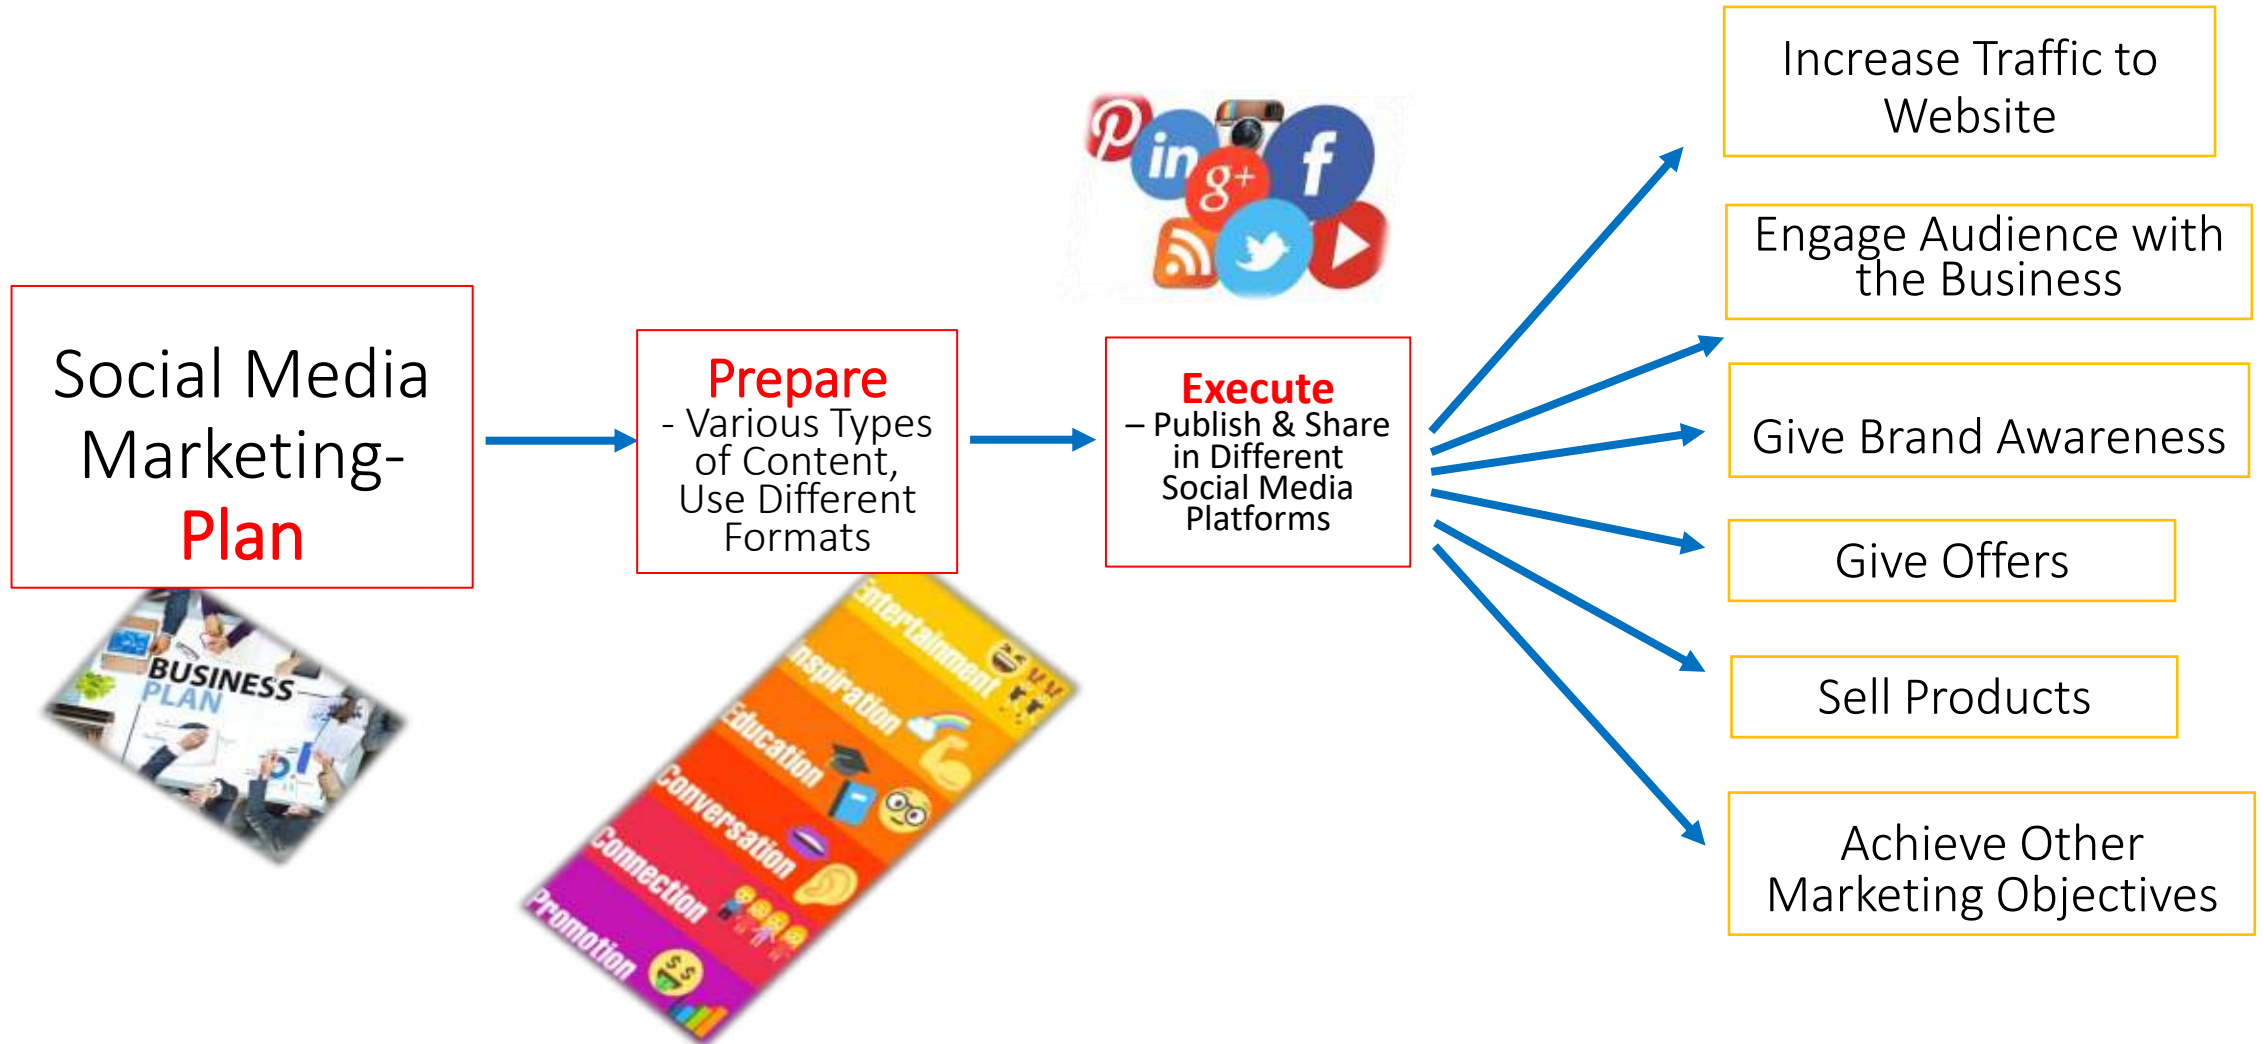 Social Media
Marketing-
Plan
BUSINESS
PLAN
Prepare
- Various Types
of Content,
Use Different
Formats
Entertainment
Inspiration
Education
Conversation
Connection
Promotion
in
g+
f
Execute
– Publish & Share
in Different
Social Media
Platforms
Increase Traffic to
Website
Engage Audience with
the Business
Give Brand Awareness
Give Offers
Sell Products
Achieve Other
Marketing Objectives